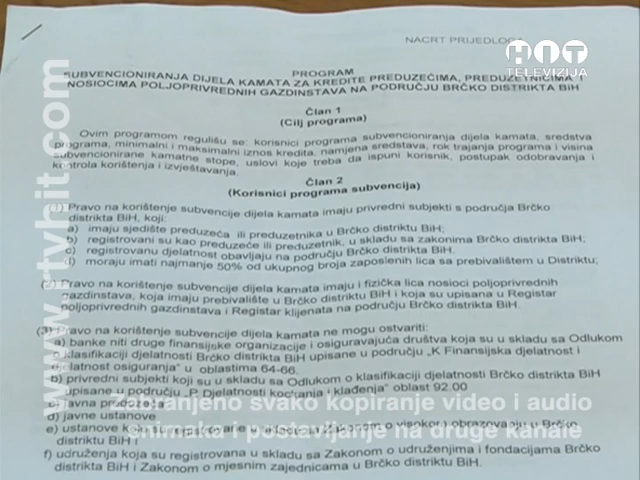 NACRT PRIJEDLOGA
HIT
TELEVIZIJA
PROGRAM
SUBVENCIONIRANJA DIJELA KAMATA ZA KREDITE PREDUZEĆIMA, PREDUZETNICIMA I
NOSIOCIMA POLJOPRIVREDNIH GAZDINSTAVA NA PODRUČJU BRČKO DISTRIKTA BiH
Član 1
(Cilj programa)
Ovim programom regulišu se: korisnici programa subvencioniranja dijela kamata, sredstva
programa, minimalni i maksimalni iznos kredita, namjena sredstava, rok trajanja programa i visina
subvencionirane kamatne stope, uslovi koje treba da ispuni korisnik, postupak odobravanja i
kontrola korištenja i izvještavanja.
Član 2
(Korisnici programa subvencija)
(1) Pravo na korištenje subvencije dijela kamata imaju privredni subjekti s područja Brčko
distrikta BiH, koji:
a) imaju sjedište preduzeća ili preduzetnika u Brčko distriktu BiH;
b) registrovani su kao preduzeće ili preduzetnik, u skladu sa zakonima Brčko distrikta BiH;
c) registrovanu djelatnost obavljaju na području Brčko distrikta BiH.
d) moraju imati najmanje 50% od ukupnog broja zaposlenih lica sa prebivalištem u Distriktu;
(2) Pravo na korištenje subvencije dijela kamata imaju i fizička lica nosioci poljoprivrednih
gazdinstava, koja imaju prebivalište u Brčko distriktu BiH i koja su upisana u Registar
poljoprivrednih gazdinstava i Registar klijenata na području Brčko distrikta BiH.
(3) Pravo na korištenje subvencije dijela kamata ne mogu ostvariti:
a) banke niti druge finansijske organizacije i osiguravajuća društva koja su u skladu sa Odlukom
o klasifikaciji djelatnosti Brčko distrikta BiH upisane u području „K Finansijska djelatnost i
djelatnost osiguranja" u oblastima 64-66.
b) privredni subjekti koji su u skladu sa Odlukom o klasifikaciji djelatnosti Brčko distrikta BiH
upisane u području „P Djelatnosti kockanja i klađenja" oblast 92.00
c) javna preduzeća
d) javne ustanove
e) ustanove koje su registrovane u skladu sa Zakonom o visokom obrazovanju u Brčko
distriktu BiH
f) udruženja koja su registrovana u skladu sa Zakonom o udruženjima i fondacijama Brčko
distrikta BiH i Zakonom o mjesnim zajednicama u Brčko distriktu BiH.
www.rtvhit.com
Zabranjeno svako kopiranje video i audio
snimaka i postavljanje na druge kanale